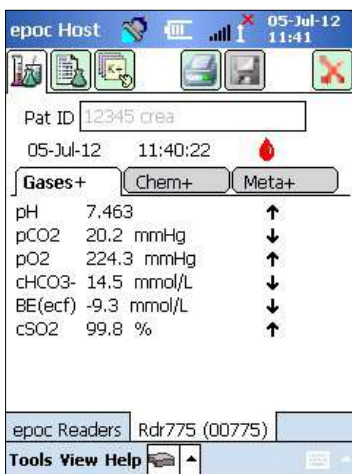 epoc Host 05-Jul-12 11:41
Pat ID 12345 crea
05-Jul-12 11:40:22
Gases+ Chem+ Meta+
pH 7.463 ↑
pCO2 20.2 mmHg ↓
pO2 224.3 mmHg ↑
cHCO3- 14.5 mmol/L ↓
BE(ecf) -9.3 mmol/L ↓
cSO2 99.8 % ↑
epoc Readers Rdr775 (00775)
Tools View Help